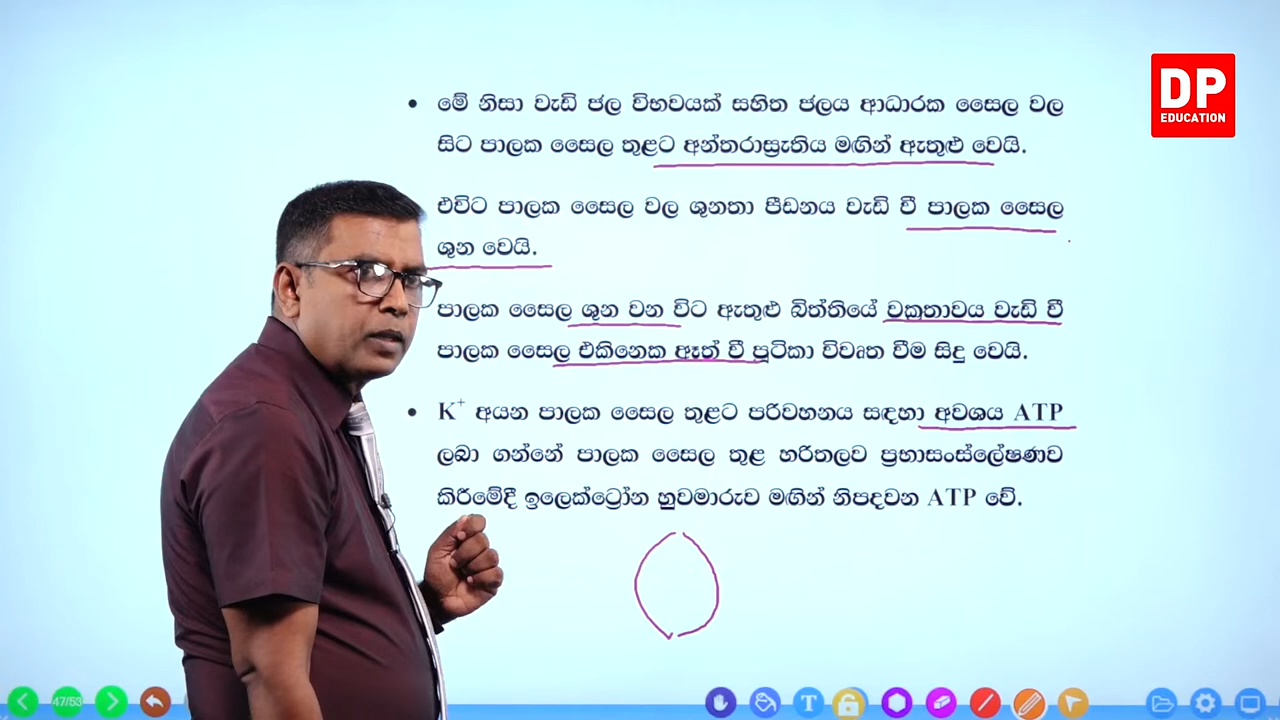 DP
EDUCATION
• මේ නිසා වැඩි ජල විභවයක් සහිත ජලය ආධාරක සෛල වල
සිට පාලක සෛල තුළට අන්තරාස්‍රැතිය මඟින් ඇතුළු වෙයි.
එවිට පාලක සෛල වල ශූනතා පීඩනය වැඩි වී පාලක සෛල
ශූන වෙයි.
පාලක සෛල ශූන වන විට ඇතුළු බිත්තියේ වක්‍රතාවය වැඩි වී
පාලක සෛල එකිනෙක ඈත් වී පූටිකා විවෘත වීම සිදු වෙයි.
• K⁺ අයන පාලක සෛල තුළට පරිවහනය සඳහා අවශ්‍ය ATP
ලබා ගන්නේ පාලක සෛල තුළ හරිතලව ප්‍රභාසංස්ලේෂණව
කිරීමේදී ඉලෙක්ට්‍රෝන හුවමාරුව මඟින් නිපදවන ATP වේ.
47/53
T